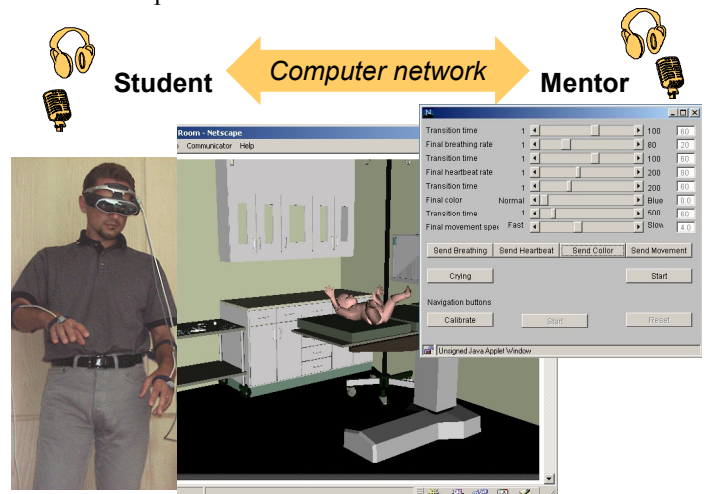 Student
Computer network
Mentor
Room - Netscape
Communicator Help
Transition time 1 100 60
Final breathing rate 1 80 20
Transition time 1 100 60
Final heartbeat rate 1 200 80
Transition time 1 200 60
Final color Normal Blue 0.0
Transition time 1 500 60
Final movement spee Fast Slow 4.0
Send Breathing Send Heartbeat Send Collor Send Movement
Crying Start
Navigation buttons
Calibrate Start Reset
Unsigned Java Applet Window